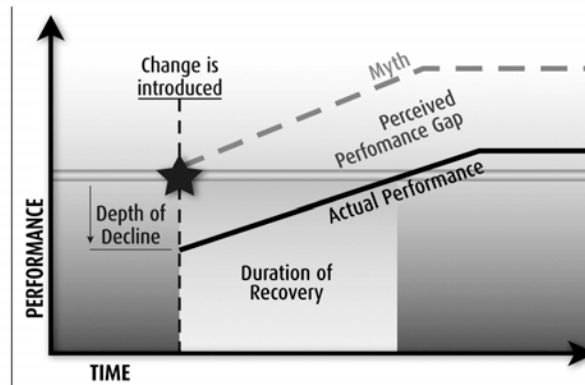 Change is
introduced
Myth
Perceived
Perfomance Gap
Actual Performance
Depth of
Decline
Duration of
Recovery
PERFORMANCE
TIME